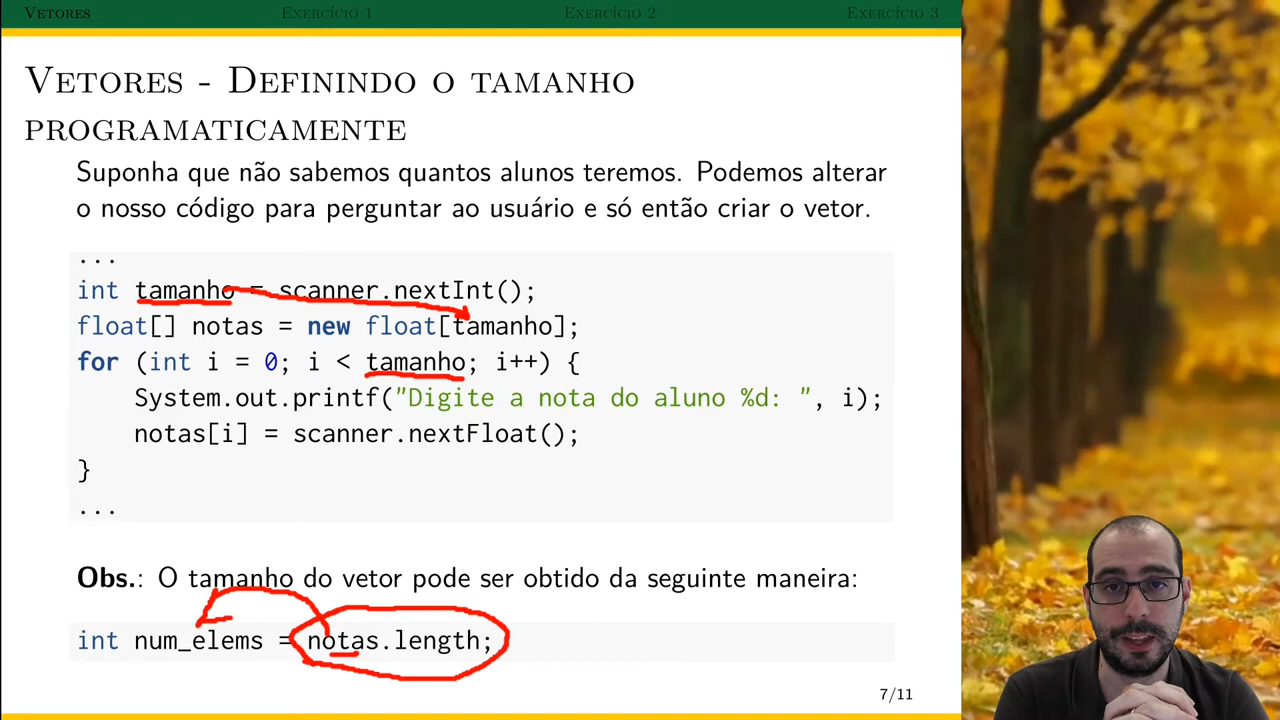 Vetores Exercício 1 Exercício 2 Exercício 3
Vetores - Definindo o tamanho
programaticamente
Suponha que não sabemos quantos alunos teremos. Podemos alterar
o nosso código para perguntar ao usuário e só então criar o vetor.
...
int tamanho = scanner.nextInt();
float[] notas = new float[tamanho];
for (int i = 0; i < tamanho; i++) {
    System.out.printf("Digite a nota do aluno %d: ", i);
    notas[i] = scanner.nextFloat();
}
...
Obs.: O tamanho do vetor pode ser obtido da seguinte maneira:
int num_elems = notas.length;
7/11